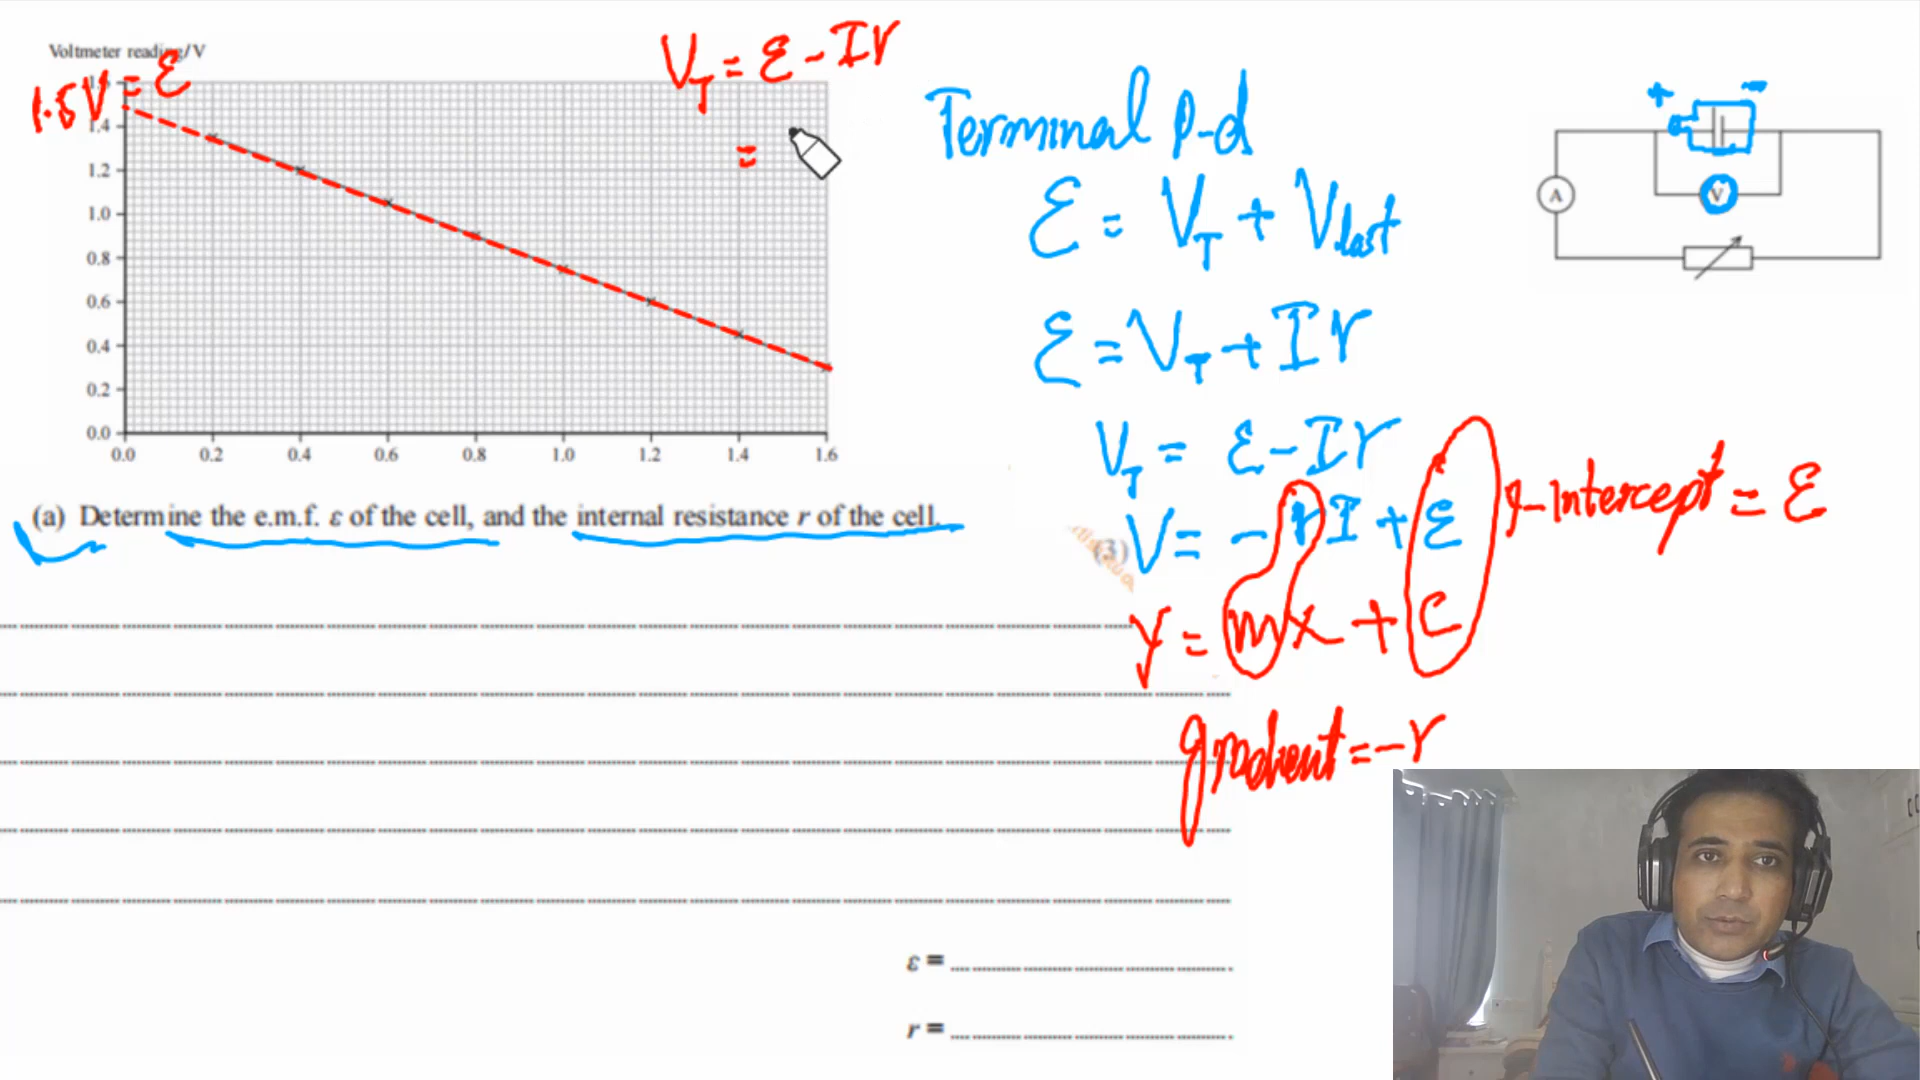 Voltmeter reading/V
1.5V = ε
V_T = ε - Ir
=
1.6
1.4
1.2
1.0
0.8
0.6
0.4
0.2
0.0
0.0 0.2 0.4 0.6 0.8 1.0 1.2 1.4 1.6
Terminal p-d
ε = V_T + V_lost
ε = V_T + Ir
V_T = ε - Ir
V = - rI + ε
y = mx + c
y-Intercept = ε
gradient = -r
+ -
V
A
(a) Determine the e.m.f. ε of the cell, and the internal resistance r of the cell.
(3)
ε =
r =